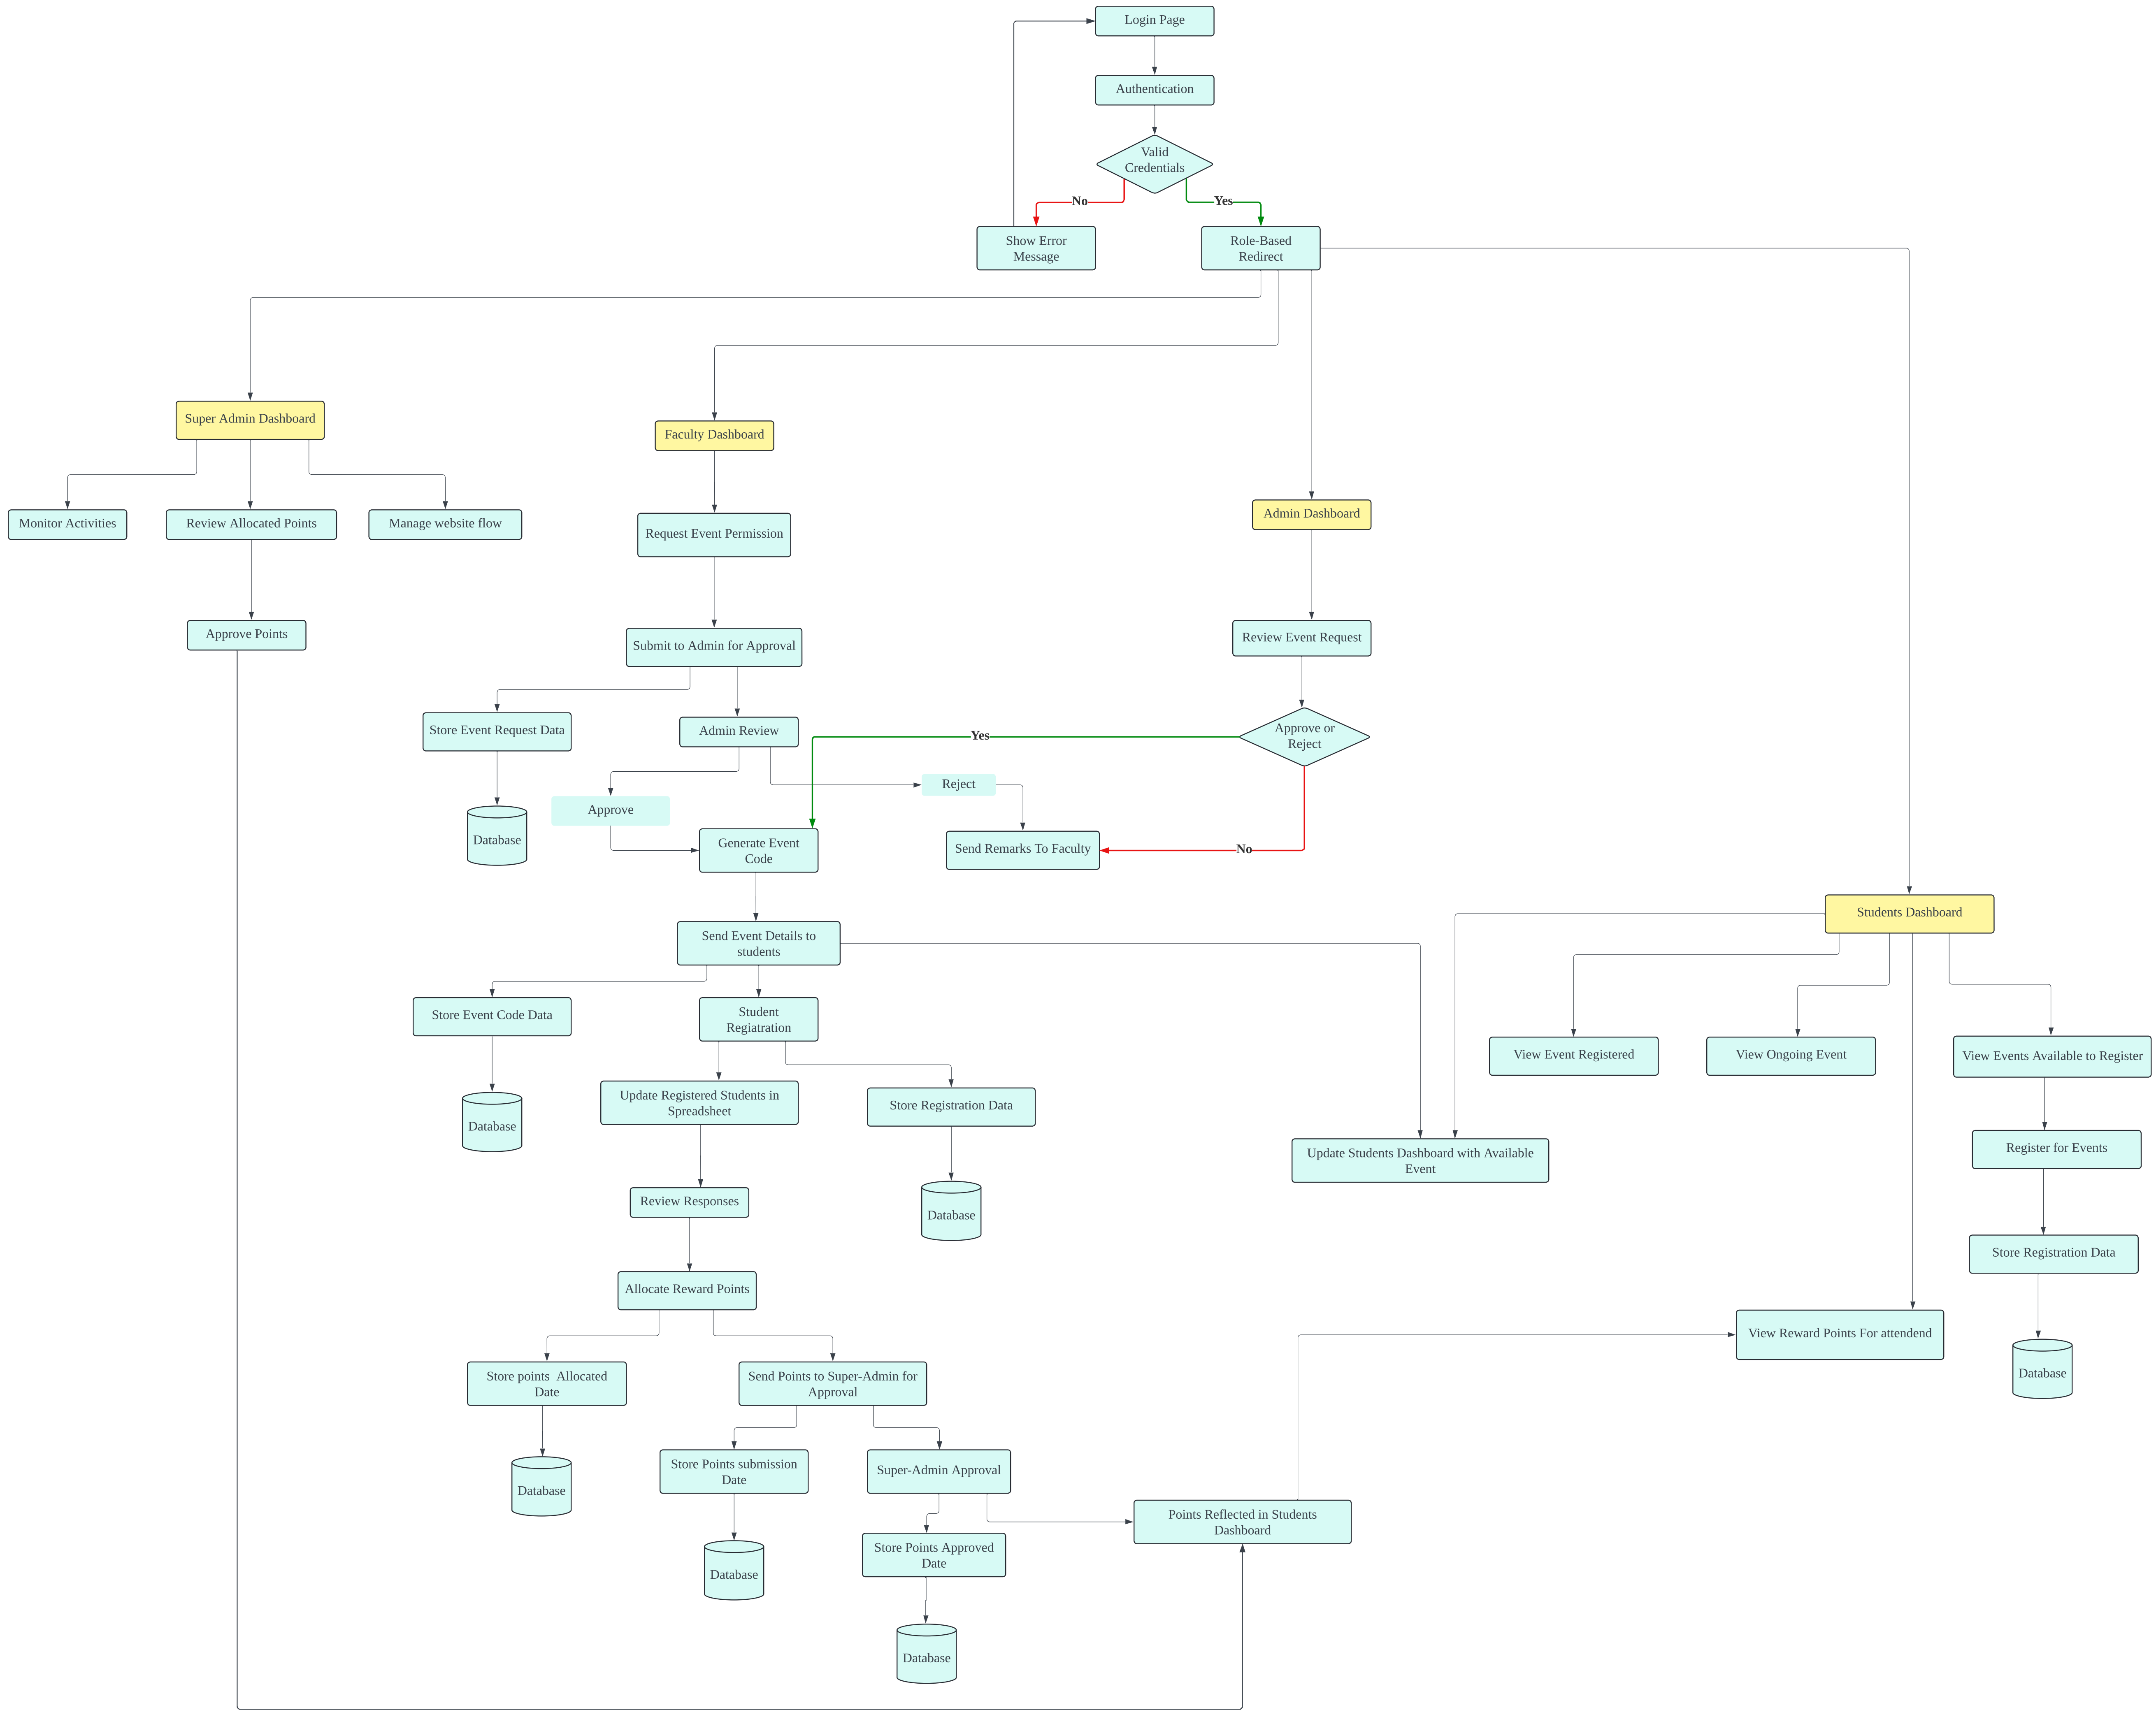 Login Page
Authentication
Valid
Credentials
No
Yes
Show Error
Message
Role-Based
Redirect
Super Admin Dashboard
Faculty Dashboard
Admin Dashboard
Monitor Activities
Review Allocated Points
Manage website flow
Request Event Permission
Approve Points
Submit to Admin for Approval
Review Event Request
Store Event Request Data
Admin Review
Yes
Approve or
Reject
Approve
Reject
Database
Generate Event
Code
Send Remarks To Faculty
No
Students Dashboard
Send Event Details to
students
Store Event Code Data
Student
Regiatration
View Event Registered
View Ongoing Event
View Events Available to Register
Update Registered Students in
Spreadsheet
Store Registration Data
Database
Update Students Dashboard with Available
Event
Register for Events
Review Responses
Database
Store Registration Data
Allocate Reward Points
View Reward Points For attendend
Store points  Allocated
Date
Send Points to Super-Admin for
Approval
Database
Store Points submission
Date
Super-Admin Approval
Database
Points Reflected in Students
Dashboard
Store Points Approved
Date
Database
Database